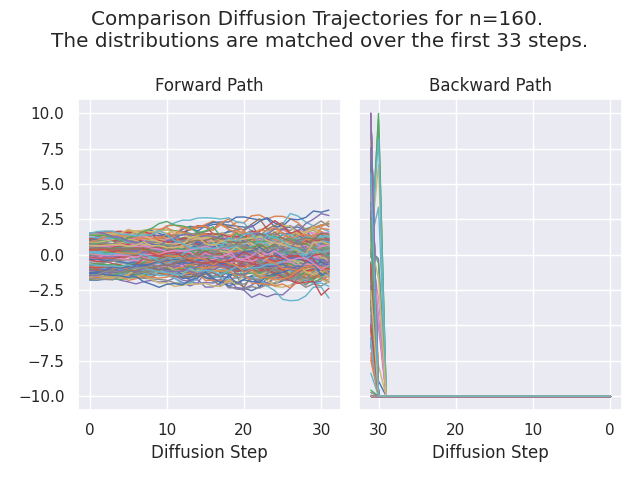 Comparison Diffusion Trajectories for n=160.
The distributions are matched over the first 33 steps.
Forward Path
Backward Path
10.0
7.5
5.0
2.5
0.0
−2.5
−5.0
−7.5
−10.0
0 10 20 30
30 20 10 0
Diffusion Step
Diffusion Step